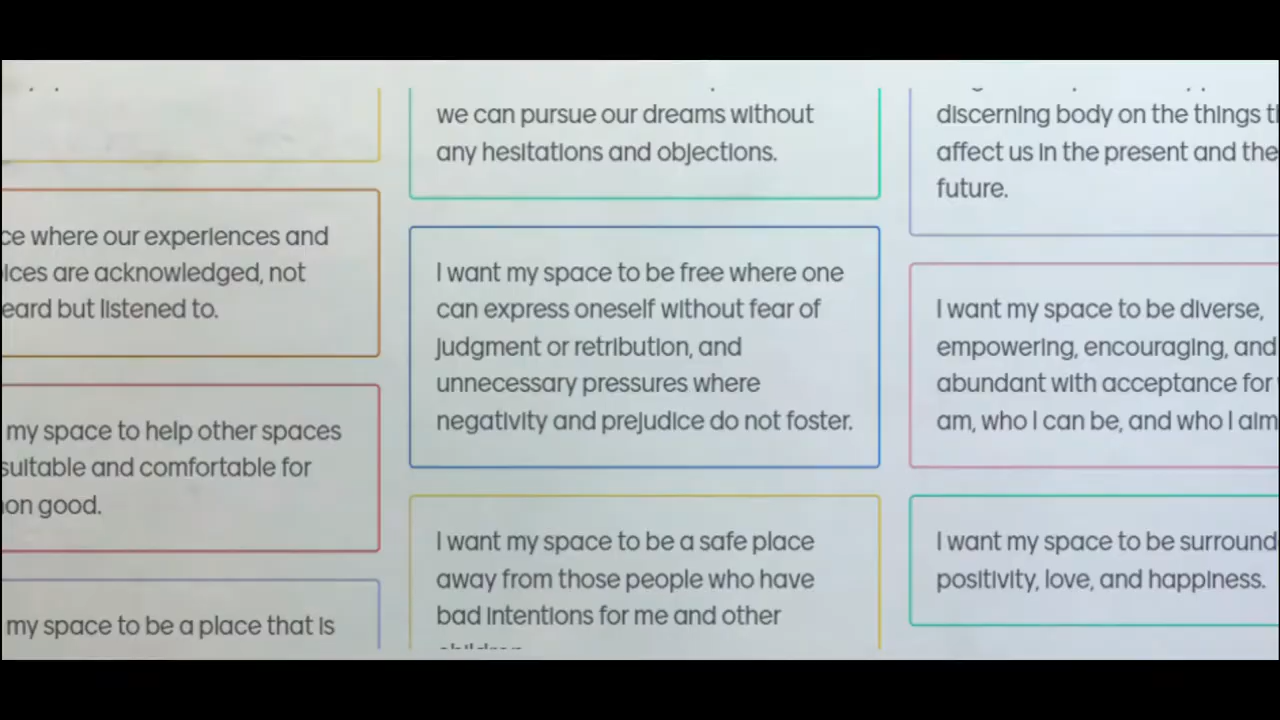 where our experiences and
are acknowledged, not
but listened to.
my space to help other spaces
suitable and comfortable for
good.
my space to be a place that is
we can pursue our dreams without
any hesitations and objections.
I want my space to be free where one
can express oneself without fear of
judgment or retribution, and
unnecessary pressures where
negativity and prejudice do not foster.
I want my space to be a safe place
away from those people who have
bad intentions for me and other
discerning body on the things
affect us in the present and the
future.
I want my space to be diverse,
empowering, encouraging, and
abundant with acceptance for
am, who I can be, and who I aim
I want my space to be
positivity, love, and happiness.